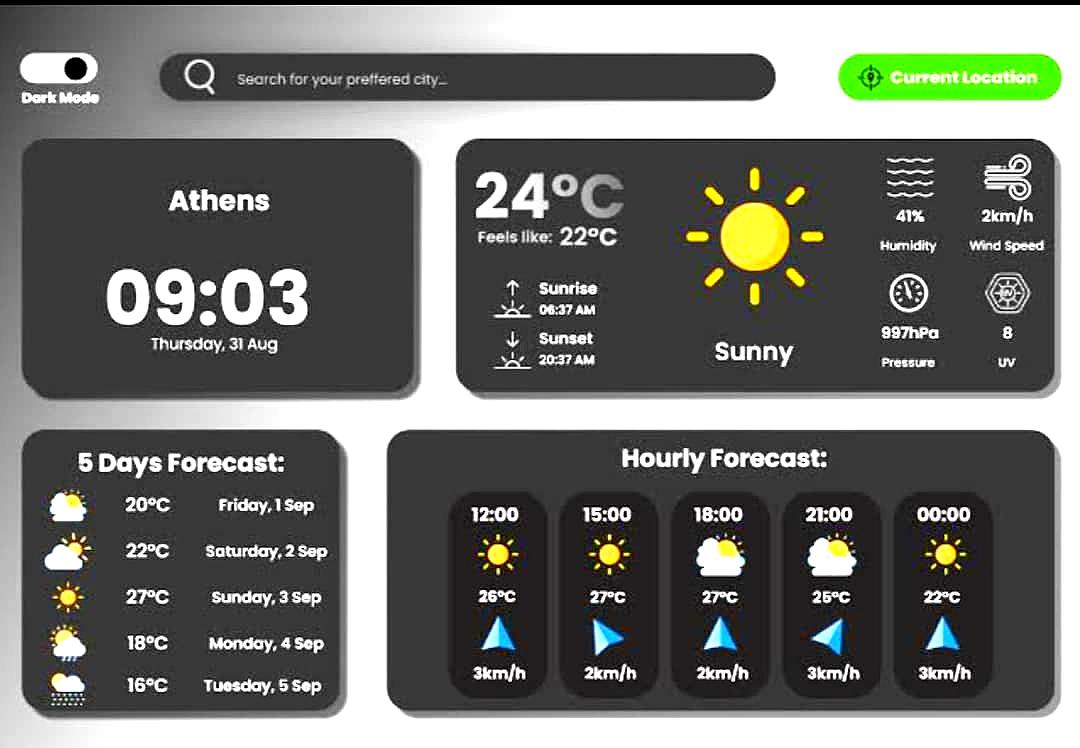 Dark Mode
Search for your preffered city...
Current Location
Athens
09:03
Thursday, 31 Aug
24°C
Feels like: 22°C
Sunrise
06:37 AM
Sunset
20:37 AM
Sunny
41%
Humidity
2km/h
Wind Speed
997hPa
Pressure
UV
8
UV
5 Days Forecast:
20°C Friday, 1 Sep
22°C Saturday, 2 Sep
27°C Sunday, 3 Sep
18°C Monday, 4 Sep
16°C Tuesday, 5 Sep
Hourly Forecast:
12:00 15:00 18:00 21:00 00:00
26°C 27°C 27°C 25°C 22°C
3km/h 2km/h 2km/h 3km/h 3km/h